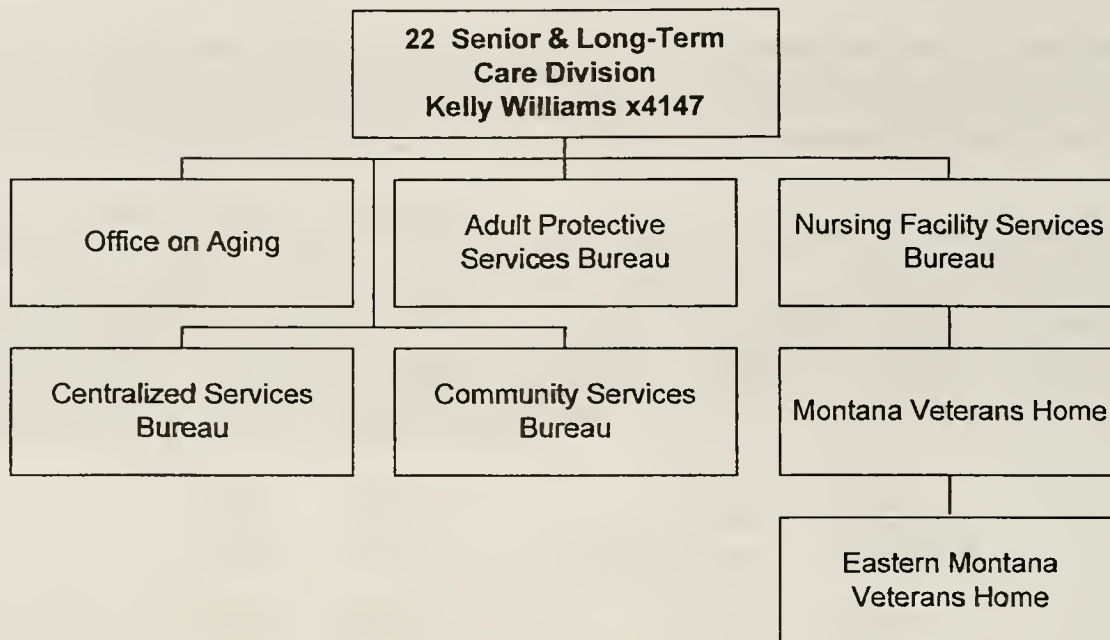 22 Senior & Long-Term
Care Division
Kelly Williams x4147
Office on Aging
Adult Protective
Services Bureau
Nursing Facility Services
Bureau
Centralized Services
Bureau
Community Services
Bureau
Montana Veterans Home
Eastern Montana
Veterans Home